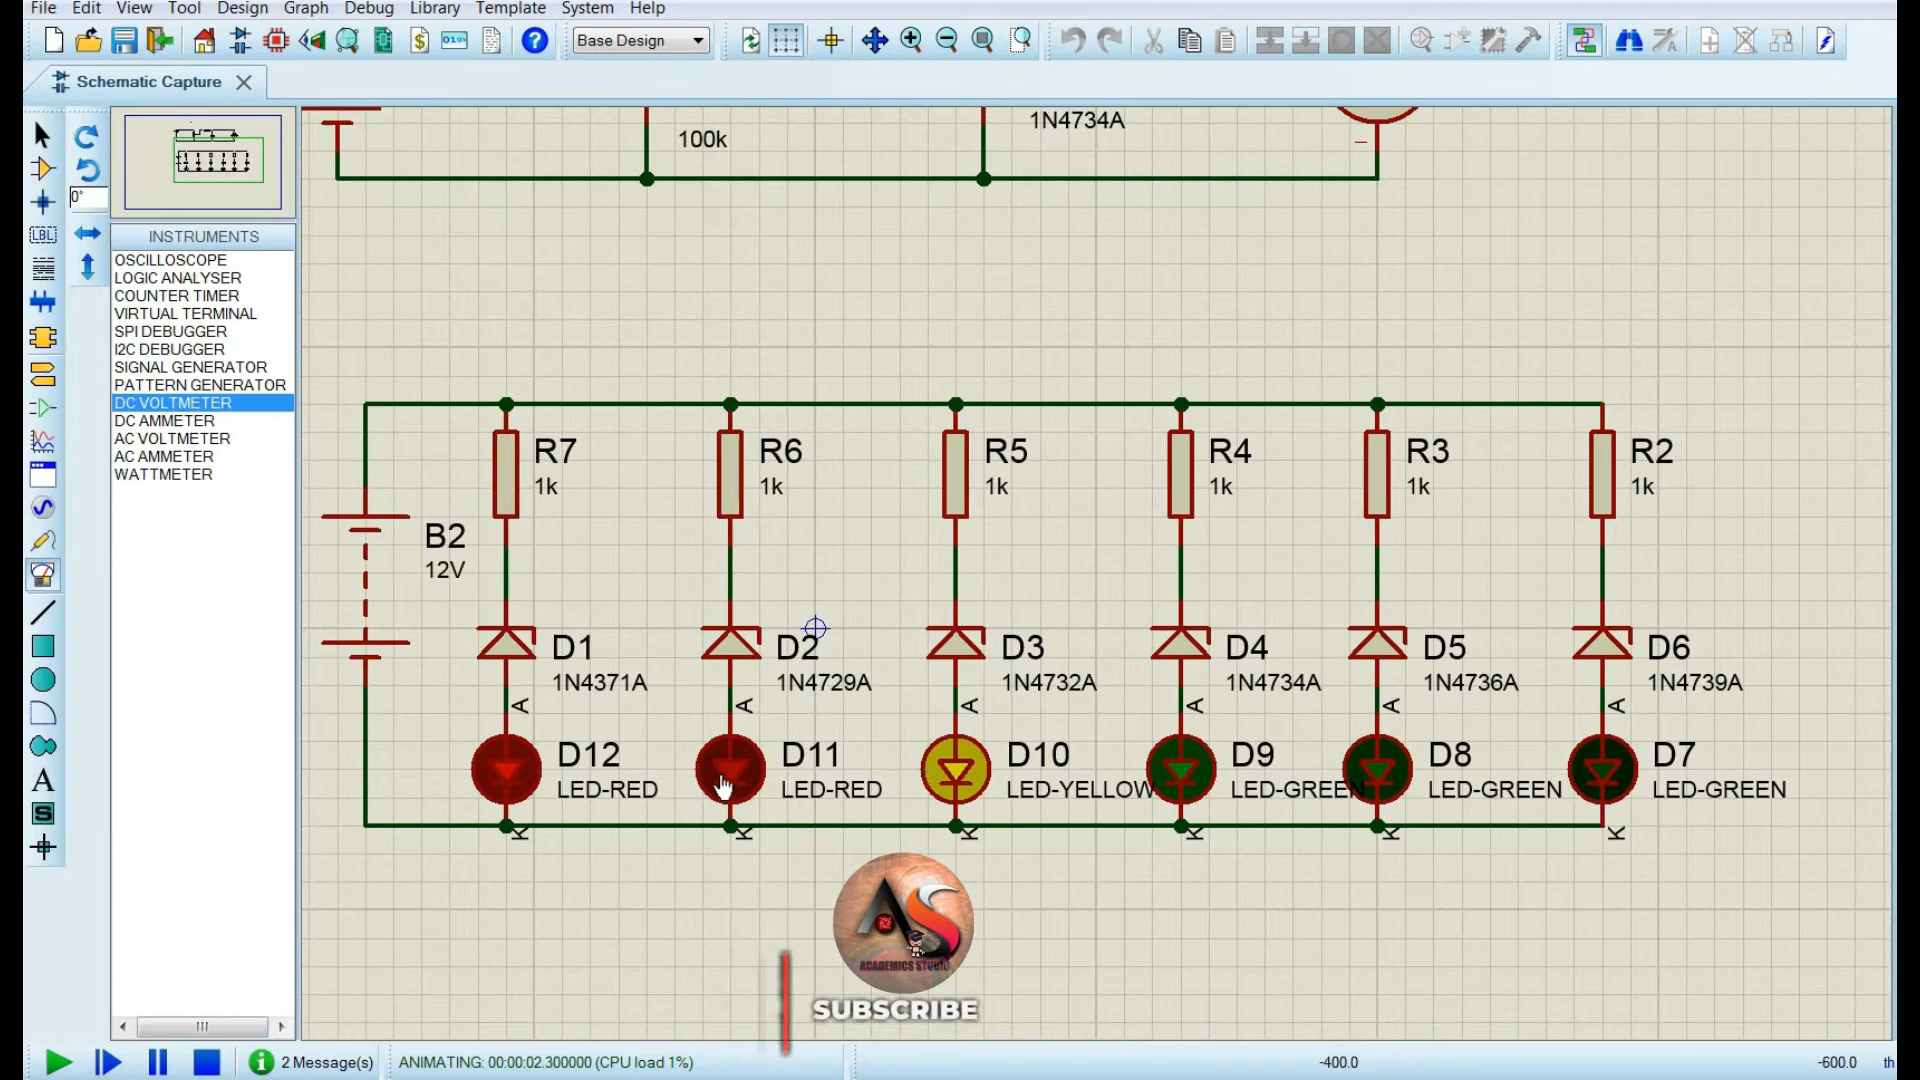 File Edit View Tool Design Graph Debug Library Template System Help
Base Design
Schematic Capture
0°
INSTRUMENTS
OSCILLOSCOPE
LOGIC ANALYSER
COUNTER TIMER
VIRTUAL TERMINAL
SPI DEBUGGER
I2C DEBUGGER
SIGNAL GENERATOR
PATTERN GENERATOR
DC VOLTMETER
DC AMMETER
AC VOLTMETER
AC AMMETER
WATTMETER
LBL
A
S
100k
1N4734A
R7 R6 R5 R4 R3 R2
1k 1k 1k 1k 1k 1k
B2
12V
D1 D2 D3 D4 D5 D6
1N4371A 1N4729A 1N4732A 1N4734A 1N4736A 1N4739A
A A A A A A
D12 D11 D10 D9 D8 D7
LED-RED LED-RED LED-YELLOW LED-GREEN LED-GREEN LED-GREEN
K K K K K K
AS
ACADEMICS STUDIO
SUBSCRIBE
2 Message(s) ANIMATING: 00:00:02.300000 (CPU load 1%) -400.0 -600.0 th